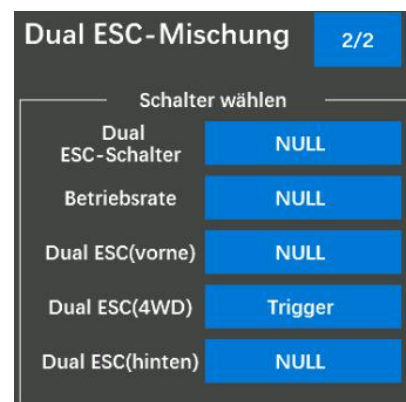 Dual ESC-Mischung 2/2
Schalter wählen
Dual
ESC-Schalter NULL
Betriebsrate NULL
Dual ESC(vorne) NULL
Dual ESC(4WD) Trigger
Dual ESC(hinten) NULL